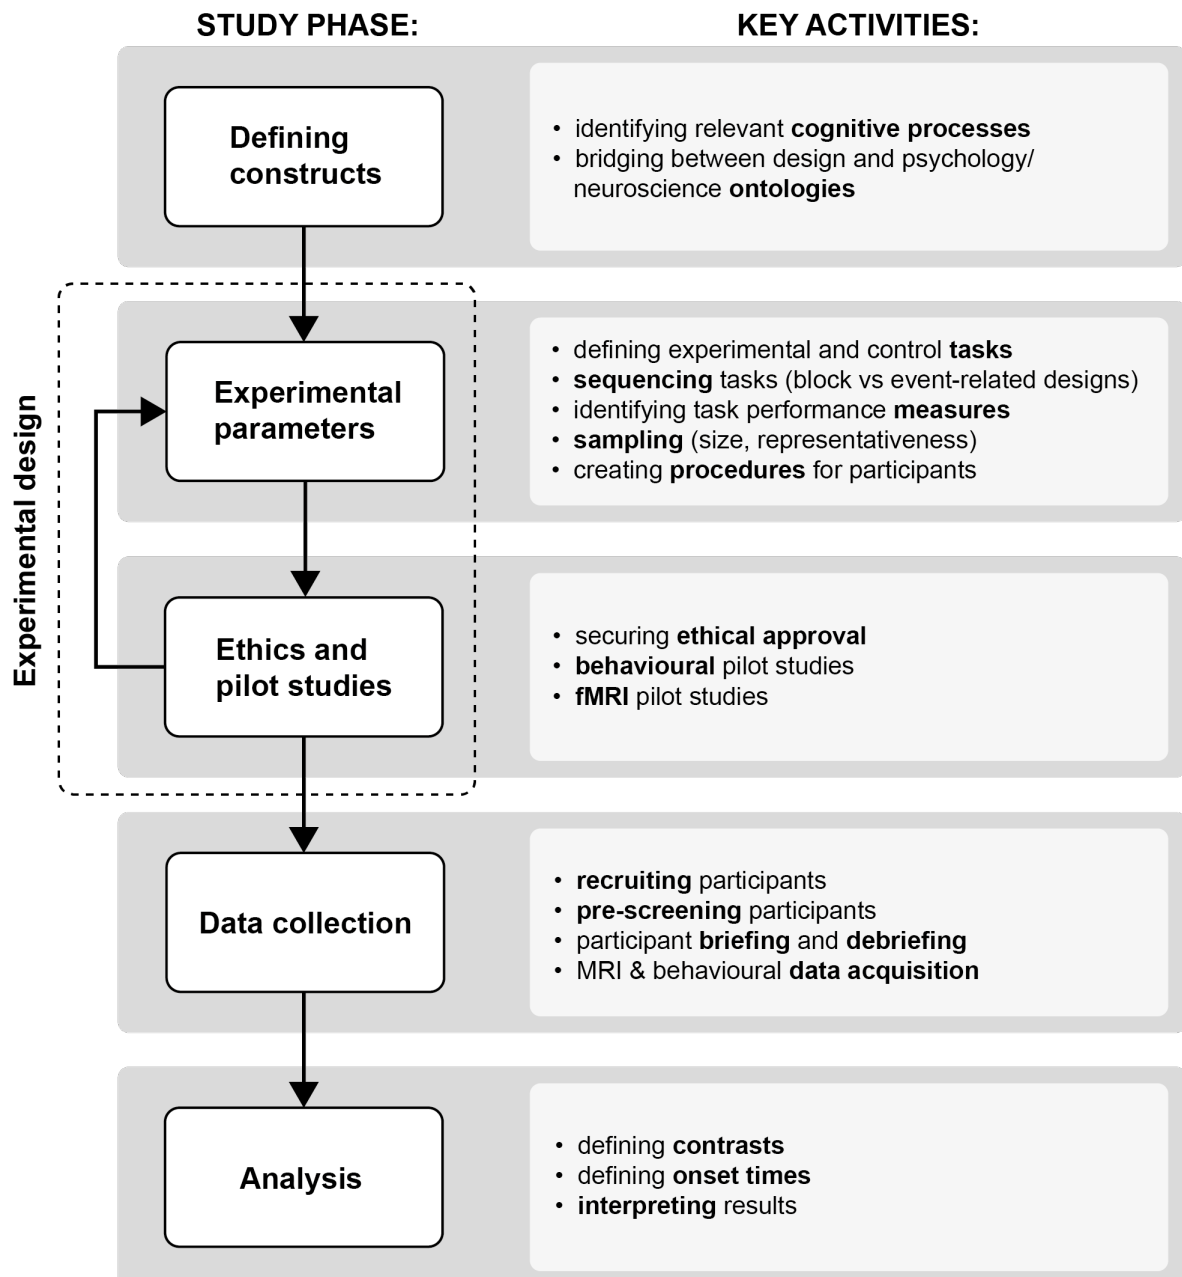 STUDY PHASE:
KEY ACTIVITIES:
Defining
constructs
• identifying relevant cognitive processes
• bridging between design and psychology/
neuroscience ontologies
Experimental design
Experimental
parameters
• defining experimental and control tasks
• sequencing tasks (block vs event-related designs)
• identifying task performance measures
• sampling (size, representativeness)
• creating procedures for participants
Ethics and
pilot studies
• securing ethical approval
• behavioural pilot studies
• fMRI pilot studies
Data collection
• recruiting participants
• pre-screening participants
• participant briefing and debriefing
• MRI & behavioural data acquisition
Analysis
• defining contrasts
• defining onset times
• interpreting results